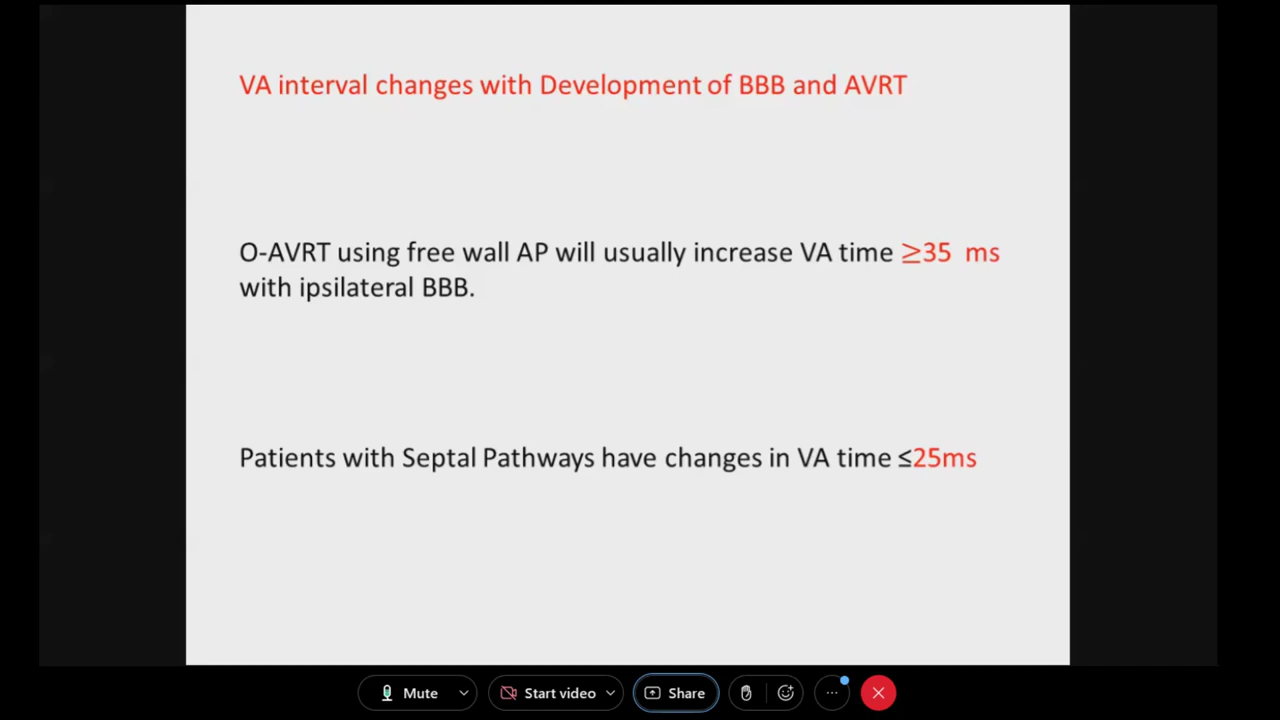 VA interval changes with Development of BBB and AVRT
O-AVRT using free wall AP will usually increase VA time ≥35 ms
with ipsilateral BBB.
Patients with Septal Pathways have changes in VA time ≤25ms
Mute
Start video
Share